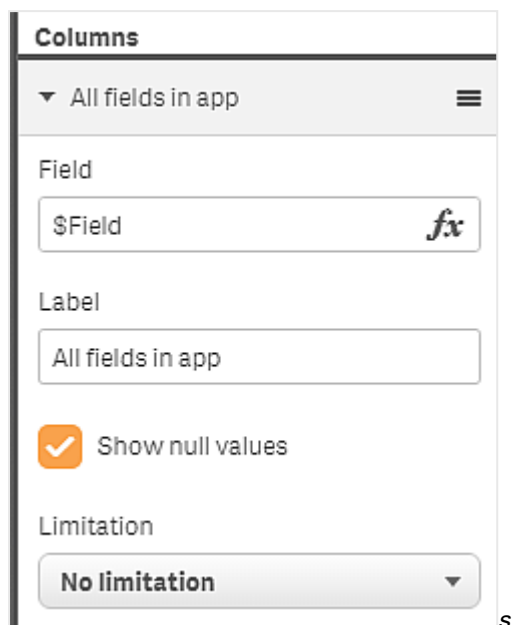 Columns
All fields in app
Field
$Field fx
Label
All fields in app
Show null values
Limitation
No limitation
s